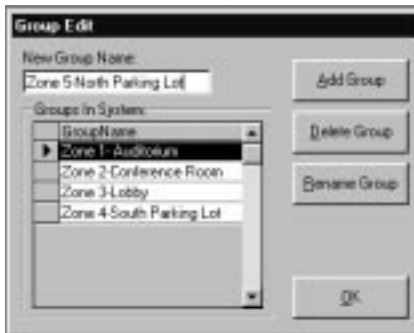 Group Edit
New Group Name:
Zone 5-North Parking Lot
Add Group
Groups In System:
Delete Group
GroupName
Zone 1- Auditorium
Zone 2-Conference Room
Rename Group
Zone 3-Lobby
Zone 4-South Parking Lot
OK